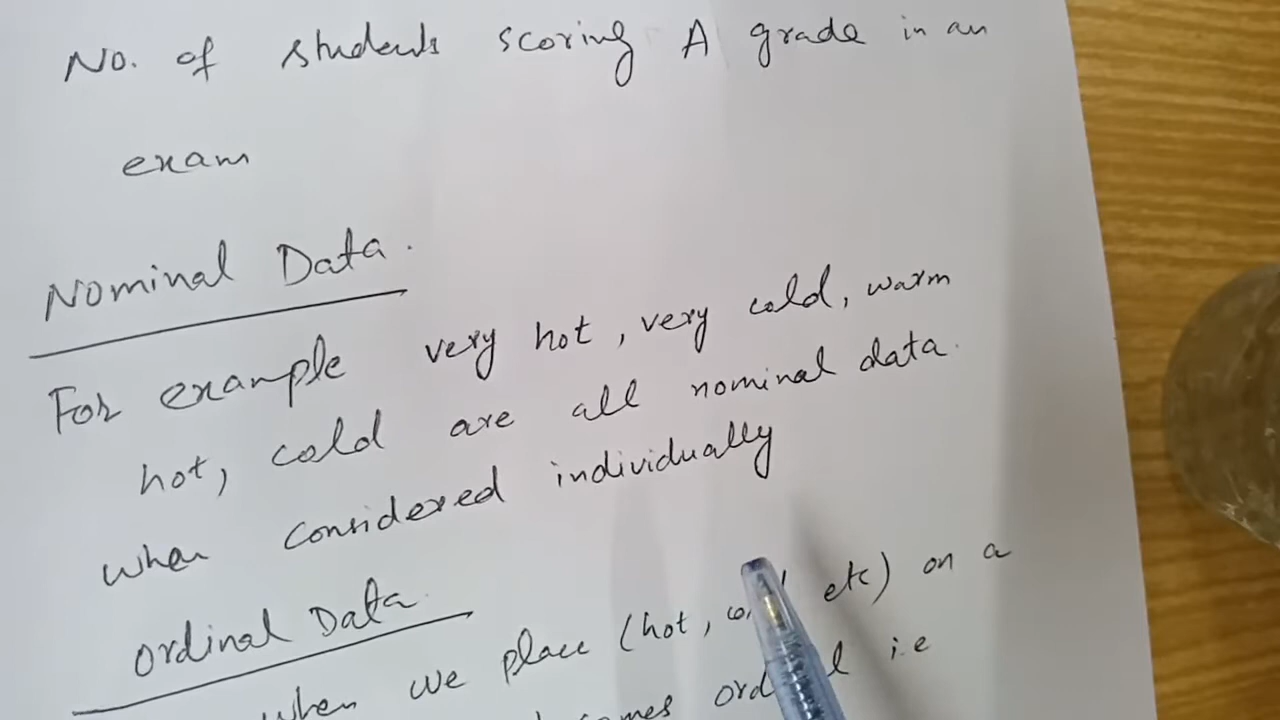 No. of students scoring A grade in an
exam
Nominal Data.
For example very hot, very cold, warm
hot, cold are all nominal data.
when considered individually
Ordinal Data.
when we place (hot, etc) on a
i.e